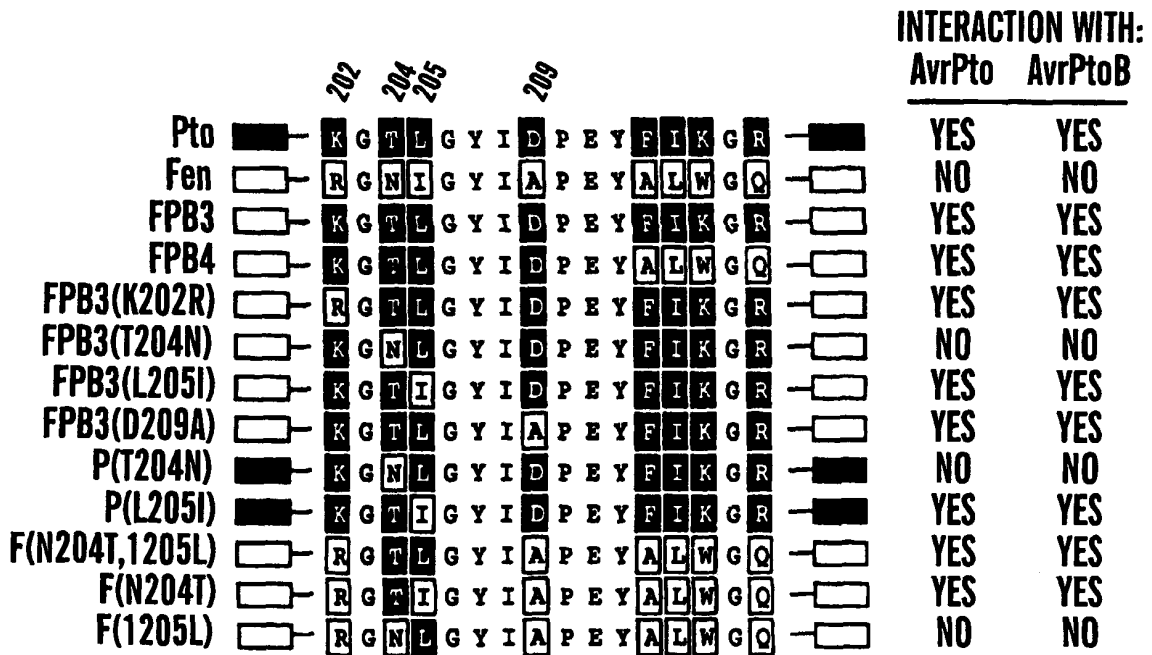 INTERACTION WITH:
AvrPto AvrPtoB
202 204 205 209
Pto K G T L G Y I D P E Y F I K G R YES YES
Fen R G N I G Y I A P E Y A L W G Q NO NO
FPB3 K G T L G Y I D P E Y F I K G R YES YES
FPB4 K G T L G Y I D P E Y A L W G Q YES YES
FPB3(K202R) R G T L G Y I D P E Y F I K G R YES YES
FPB3(T204N) K G N L G Y I D P E Y F I K G R NO NO
FPB3(L205I) K G T I G Y I D P E Y F I K G R YES YES
FPB3(D209A) K G T L G Y I A P E Y F I K G R YES YES
P(T204N) K G N L G Y I D P E Y F I K G R NO NO
P(L205I) K G T I G Y I D P E Y F I K G R YES YES
F(N204T,1205L) R G T L G Y I A P E Y A L W G Q YES YES
F(N204T) R G T I G Y I A P E Y A L W G Q YES YES
F(1205L) R G N L G Y I A P E Y A L W G Q NO NO